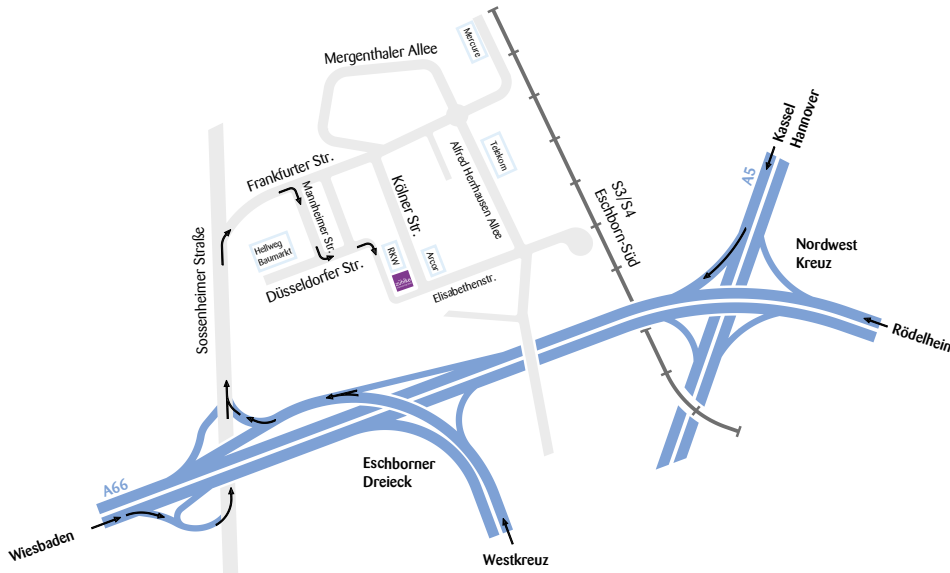 Mercure
Mergenthaler Allee
Kassel
Hannover
Frankfurter Str.
Telekom
Alfred Herrhausen Allee
A5
Mannheimer Str.
Kölner Str.
S3/S4
Eschborn-Süd
Sossenheimer Straße
Hellweg
Baumarkt
RKW
Arcor
Nordwest
Kreuz
Düsseldorfer Str.
zühlke
Elisabethenstr.
Rödelheim
Eschborner
Dreieck
A66
Wiesbaden
Westkreuz